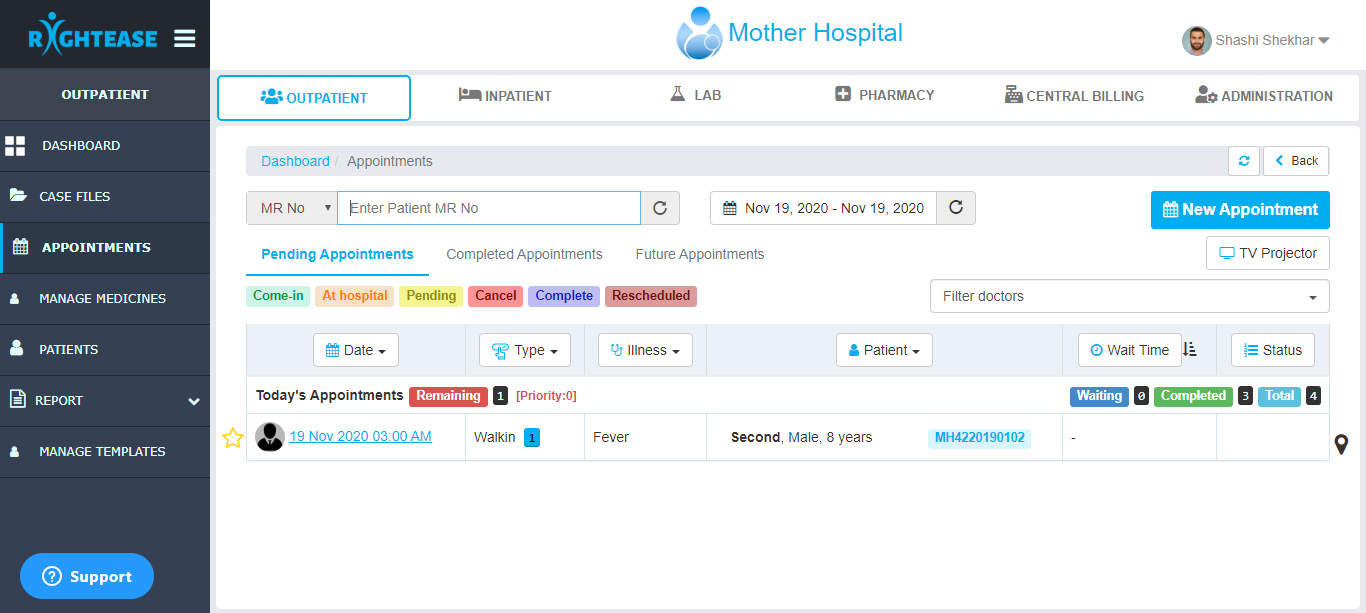 RIGHTEASE
Mother Hospital
Shashi Shekhar
OUTPATIENT
DASHBOARD
CASE FILES
APPOINTMENTS
MANAGE MEDICINES
PATIENTS
REPORT
MANAGE TEMPLATES
Support
OUTPATIENT INPATIENT LAB PHARMACY CENTRAL BILLING ADMINISTRATION
Dashboard / Appointments Back
MR No Enter Patient MR No Nov 19, 2020 - Nov 19, 2020 New Appointment
Pending Appointments Completed Appointments Future Appointments TV Projector
Come-in At hospital Pending Cancel Complete Rescheduled Filter doctors
Date Type Illness Patient Wait Time Status
Today's Appointments Remaining 1 [Priority:0] Waiting 0 Completed 3 Total 4
19 Nov 2020 03:00 AM Walkin 1 Fever Second, Male, 8 years MH4220190102 -